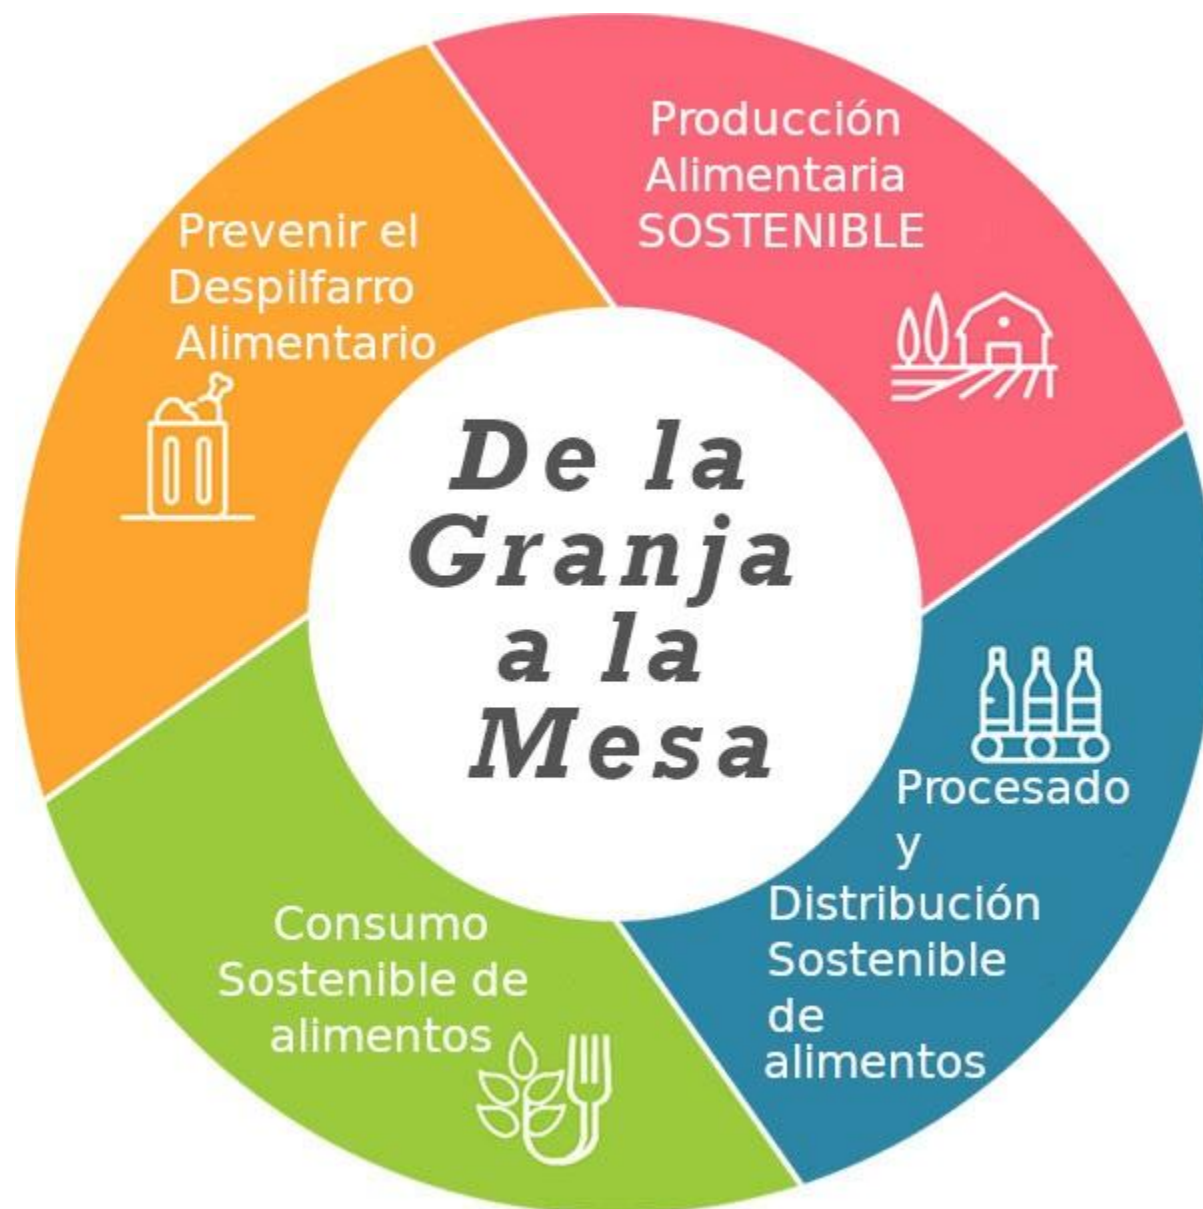 Producción
Alimentaria
SOSTENIBLE
Prevenir el
Despilfarro
Alimentario
De la
Granja
a la
Mesa
Procesado
y
Distribución
Sostenible
de
alimentos
Consumo
Sostenible de
alimentos